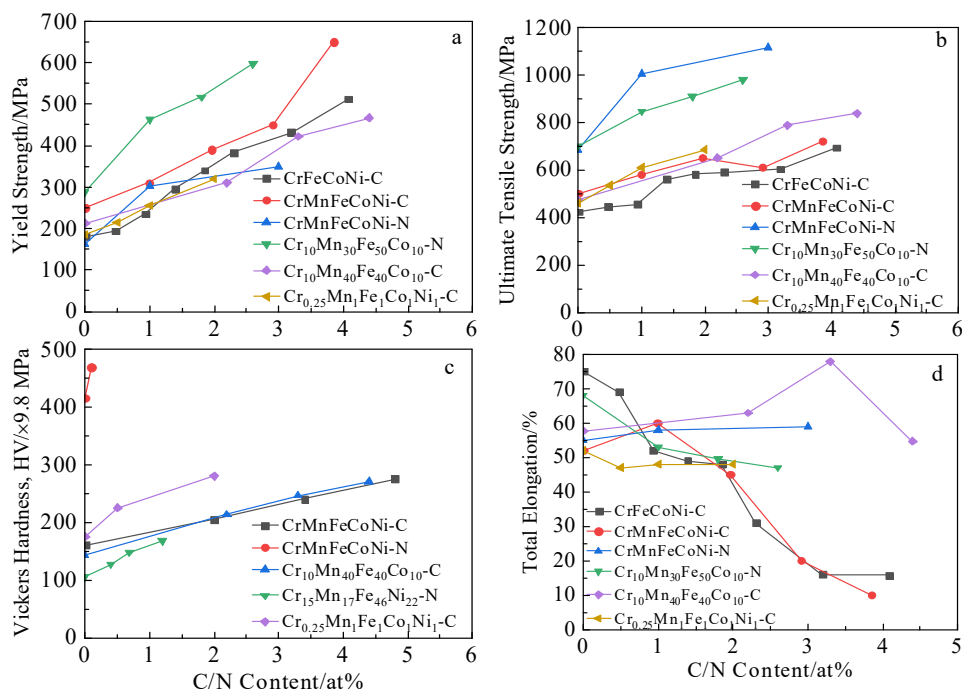 a
Yield Strength/MPa
700
600
500
400
300
200
100
0
0 1 2 3 4 5 6
CrFeCoNi-C
CrMnFeCoNi-C
CrMnFeCoNi-N
Cr₁₀Mn₃₀Fe₅₀Co₁₀-N
Cr₁₀Mn₄₀Fe₄₀Co₁₀-C
Cr₀.₂₅Mn₁Fe₁Co₁Ni₁-C
b
Ultimate Tensile Strength/MPa
1200
1000
800
600
400
200
0
0 1 2 3 4 5 6
CrFeCoNi-C
CrMnFeCoNi-C
CrMnFeCoNi-N
Cr₁₀Mn₃₀Fe₅₀Co₁₀-N
Cr₁₀Mn₄₀Fe₄₀Co₁₀-C
Cr₀.₂₅Mn₁Fe₁Co₁Ni₁-C
c
Vickers Hardness, HV/×9.8 MPa
500
400
300
200
100
0
0 1 2 3 4 5 6
CrMnFeCoNi-C
CrMnFeCoNi-N
Cr₁₀Mn₄₀Fe₄₀Co₁₀-C
Cr₁₅Mn₁₇Fe₄₆Ni₂₂-N
Cr₀.₂₅Mn₁Fe₁Co₁Ni₁-C
C/N Content/at%
d
Total Elongation/%
80
70
60
50
40
30
20
10
0
0 1 2 3 4 5 6
CrFeCoNi-C
CrMnFeCoNi-C
CrMnFeCoNi-N
Cr₁₀Mn₃₀Fe₅₀Co₁₀-N
Cr₁₀Mn₄₀Fe₄₀Co₁₀-C
Cr₀.₂₅Mn₁Fe₁Co₁Ni₁-C
C/N Content/at%